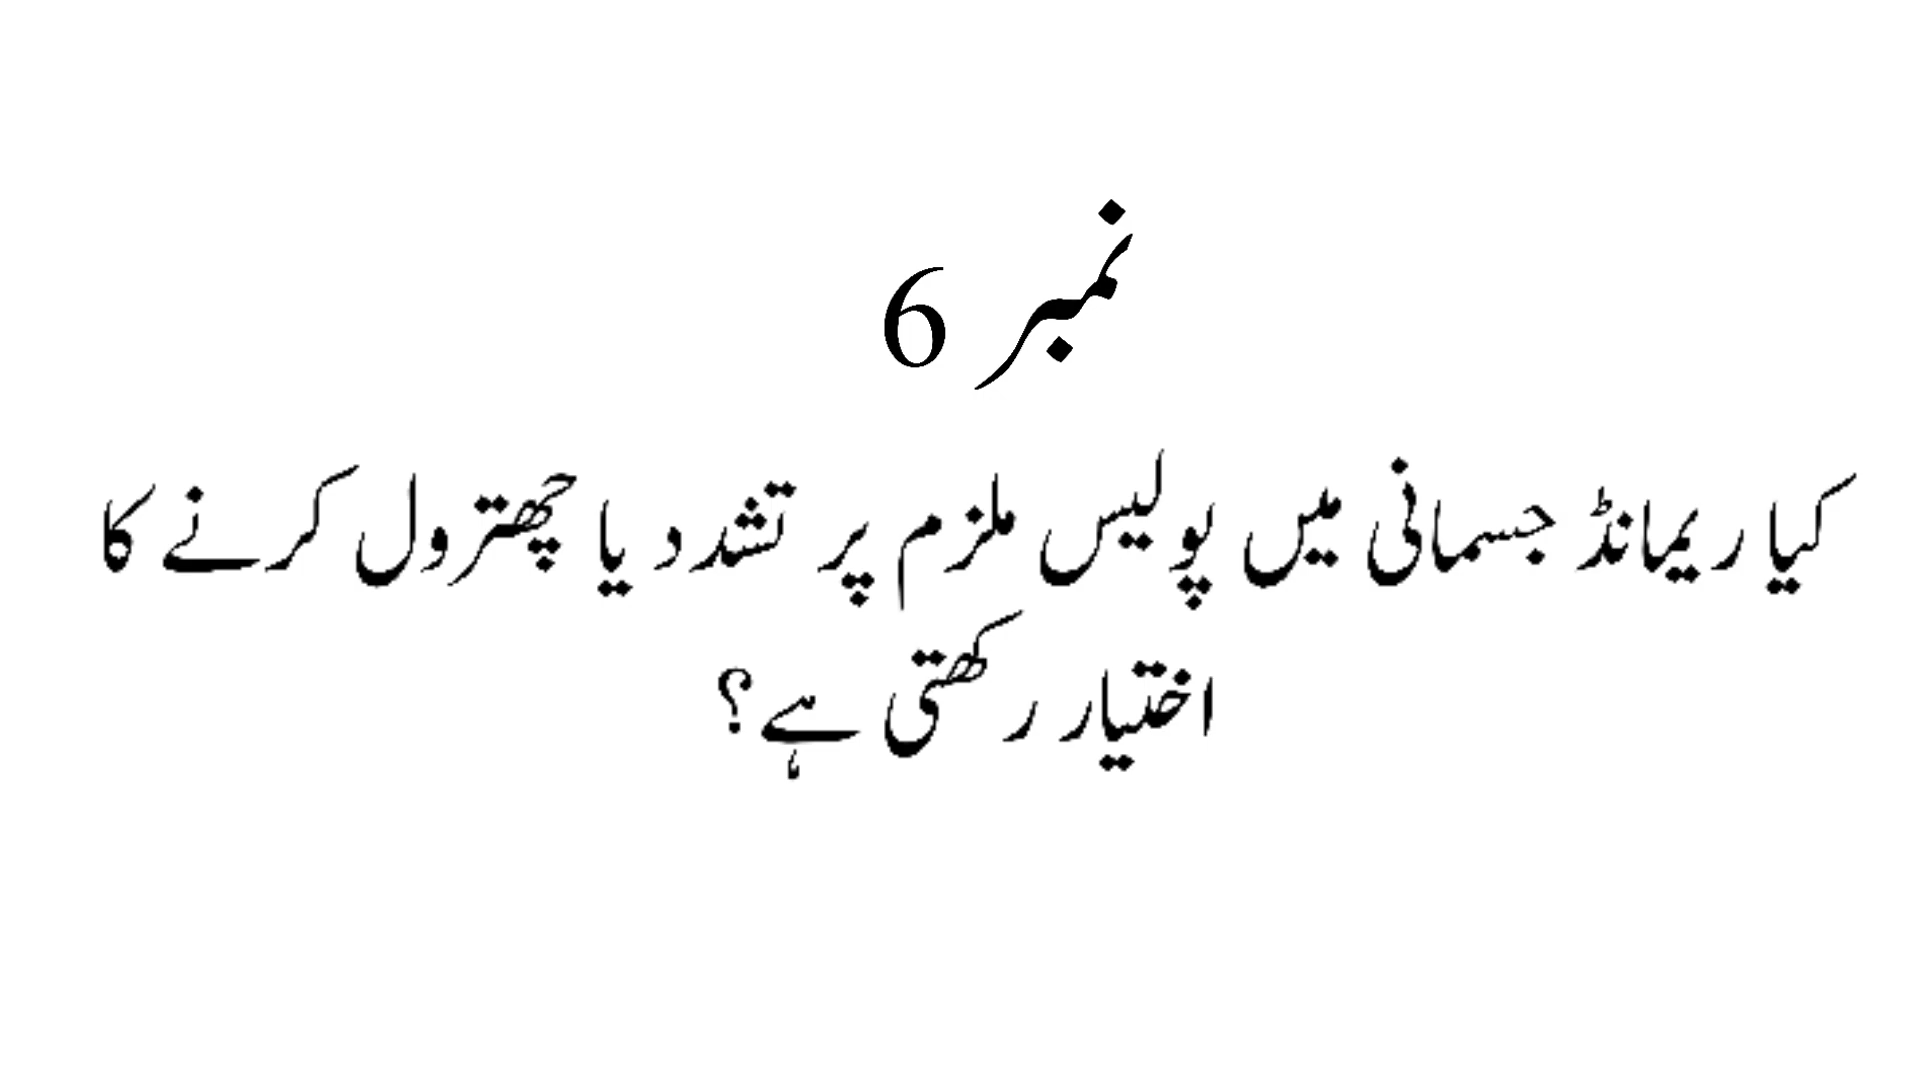 نمبر 6
کیا ریمانڈ جسمانی میں پولیس ملزم پر تشدد یا چھترول کرنے کا
اختیار رکھتی ہے؟